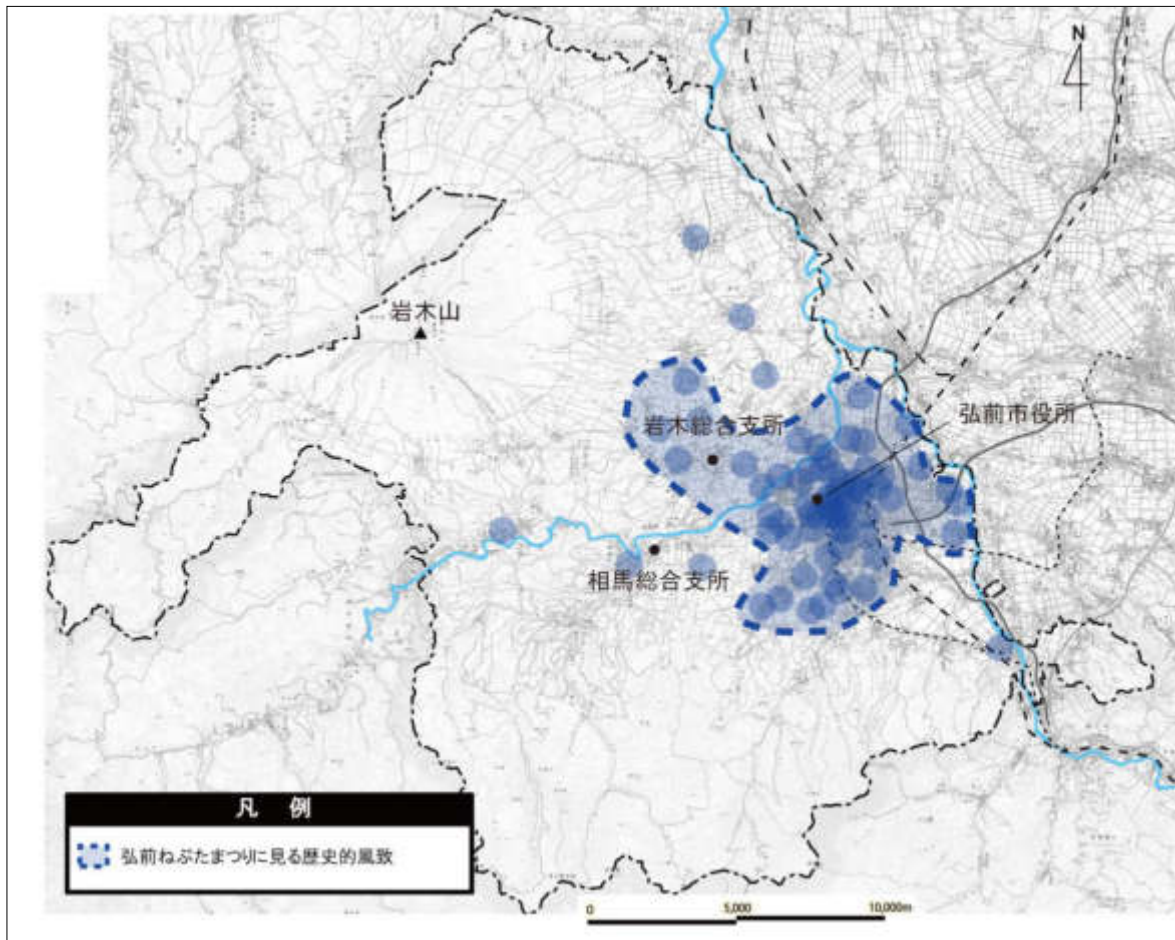 N
岩木山
弘前市役所
岩木総合支所
相馬総合支所
凡 例
弘前ねぷたまつりに見る歴史的風致
0 5,000 10,000m